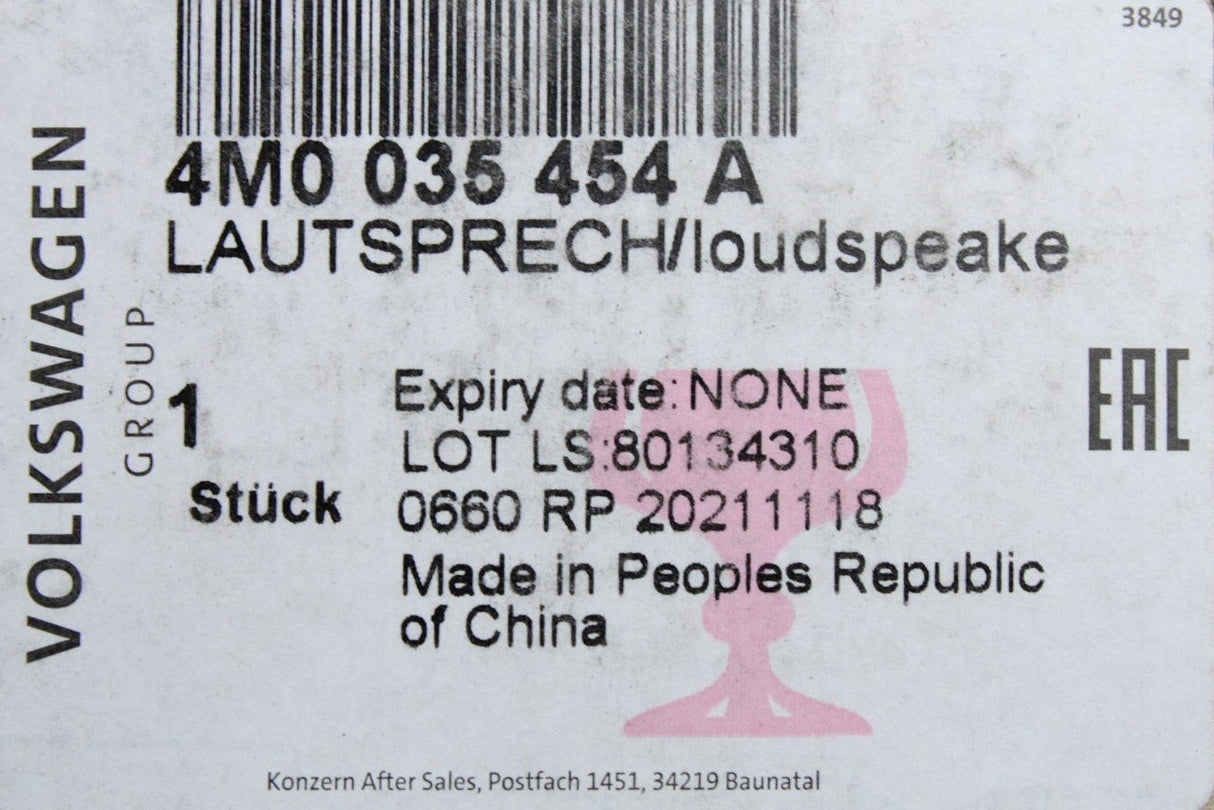 3849
4M0 035 454 A
LAUTSPRECH/loudspeake
VOLKSWAGEN
GROUP
1
Stück
Expiry date:NONE
LOT LS:80134310
0660 RP 20211118
Made in Peoples Republic
of China
EAC
Konzern After Sales, Postfach 1451, 34219 Baunatal